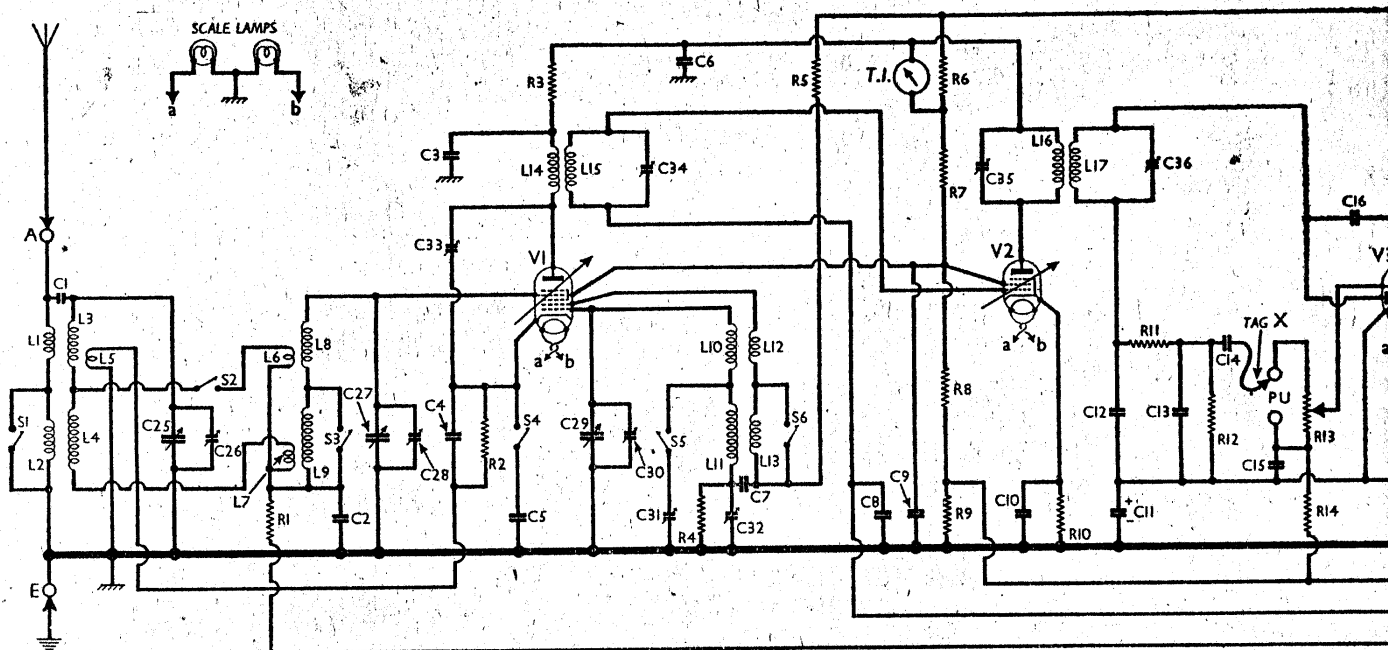 SCALE LAMPS
a b
R3
C6
T.I.
R5
R6
C3
L14
L15
C34
R7
C35
L16
L17
C36
C16
A
C33
V1
V2
V3
C1
L1
L3
L5
L6
L8
a b
L10
L12
a b
R11
TAG X
C14
PU
a
S2
S1
L2
L4
C25
C26
S3
C27
C28
L9
L7
C4
R2
S4
C29
C30
S5
L11
L13
S6
R8
C12
C13
R12
R13
C15
R1
C2
C5
C31
R4
C7
C32
C8
C9
R9
C10
R10
+
-
C11
R14
E